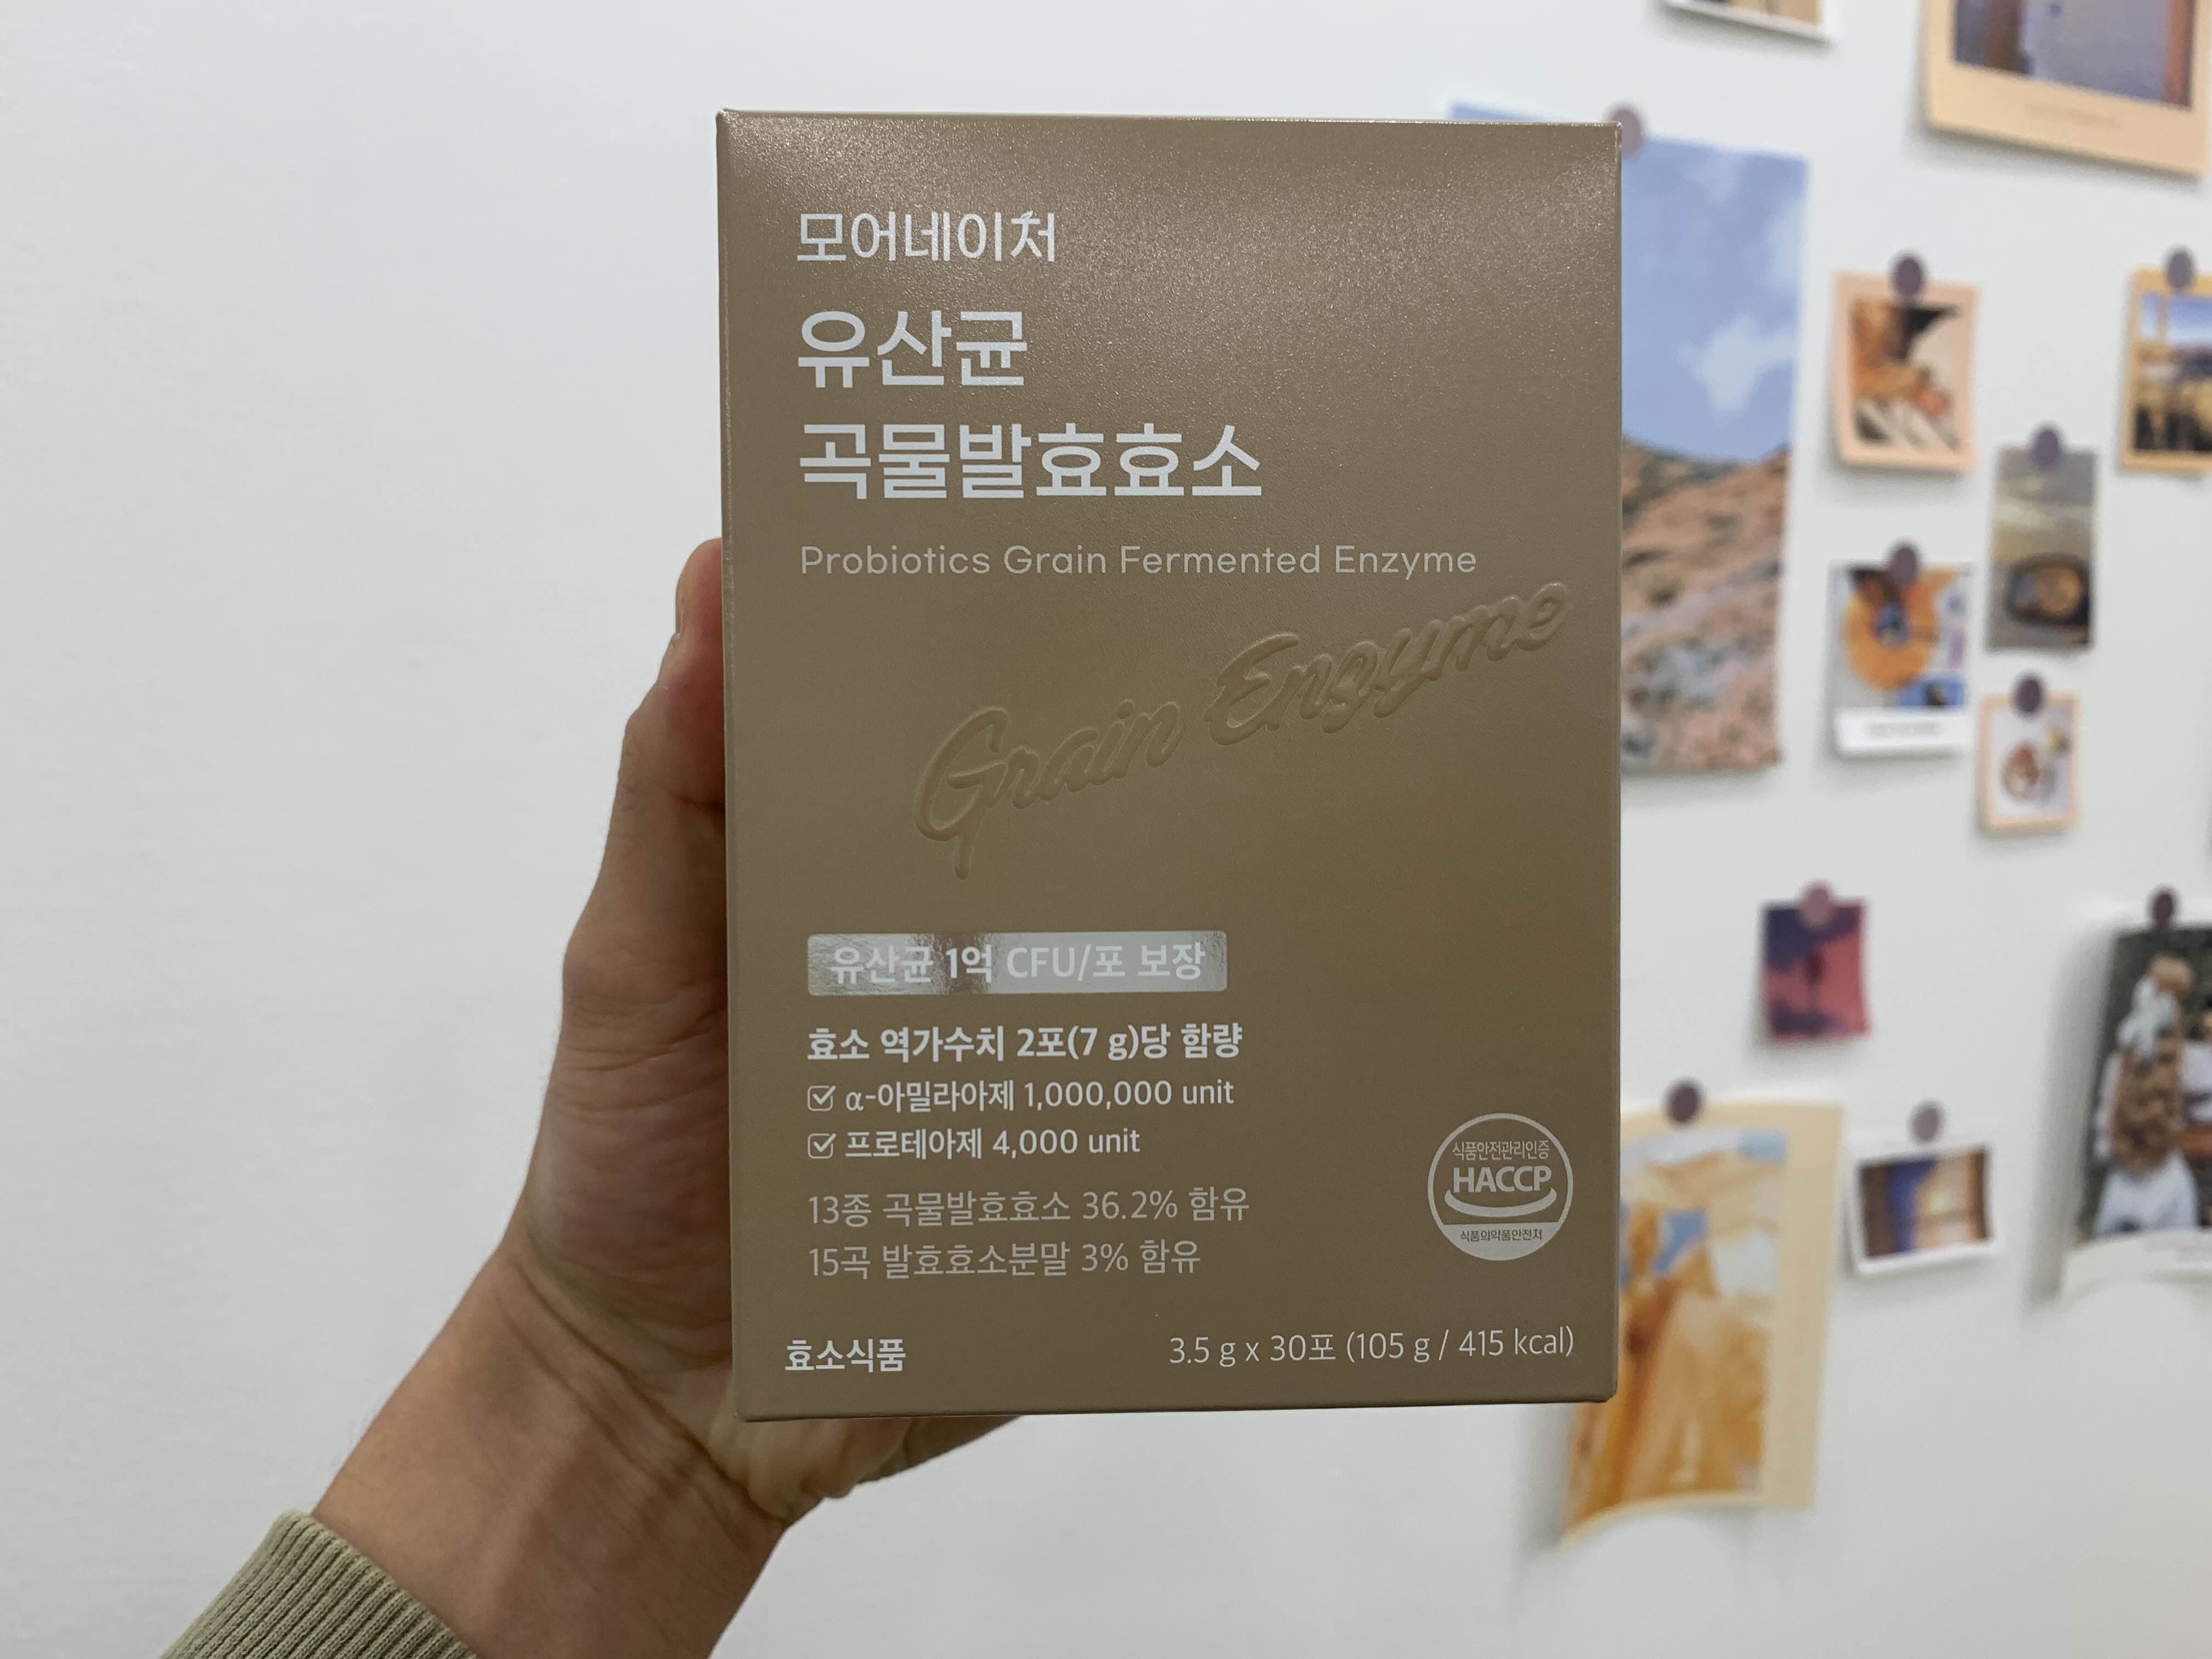 모어네이처
유산균
곡물발효효소
Probiotics Grain Fermented Enzyme
Grain Enzyme
유산균 1억 CFU/포 보장
효소 역가수치 2포(7 g)당 함량
α-아밀라아제 1,000,000 unit
프로테아제 4,000 unit
13종 곡물발효효소 36.2% 함유
15곡 발효효소분말 3% 함유
식품안전관리인증
HACCP
식품의약품안전처
효소식품
3.5 g x 30포 (105 g / 415 kcal)